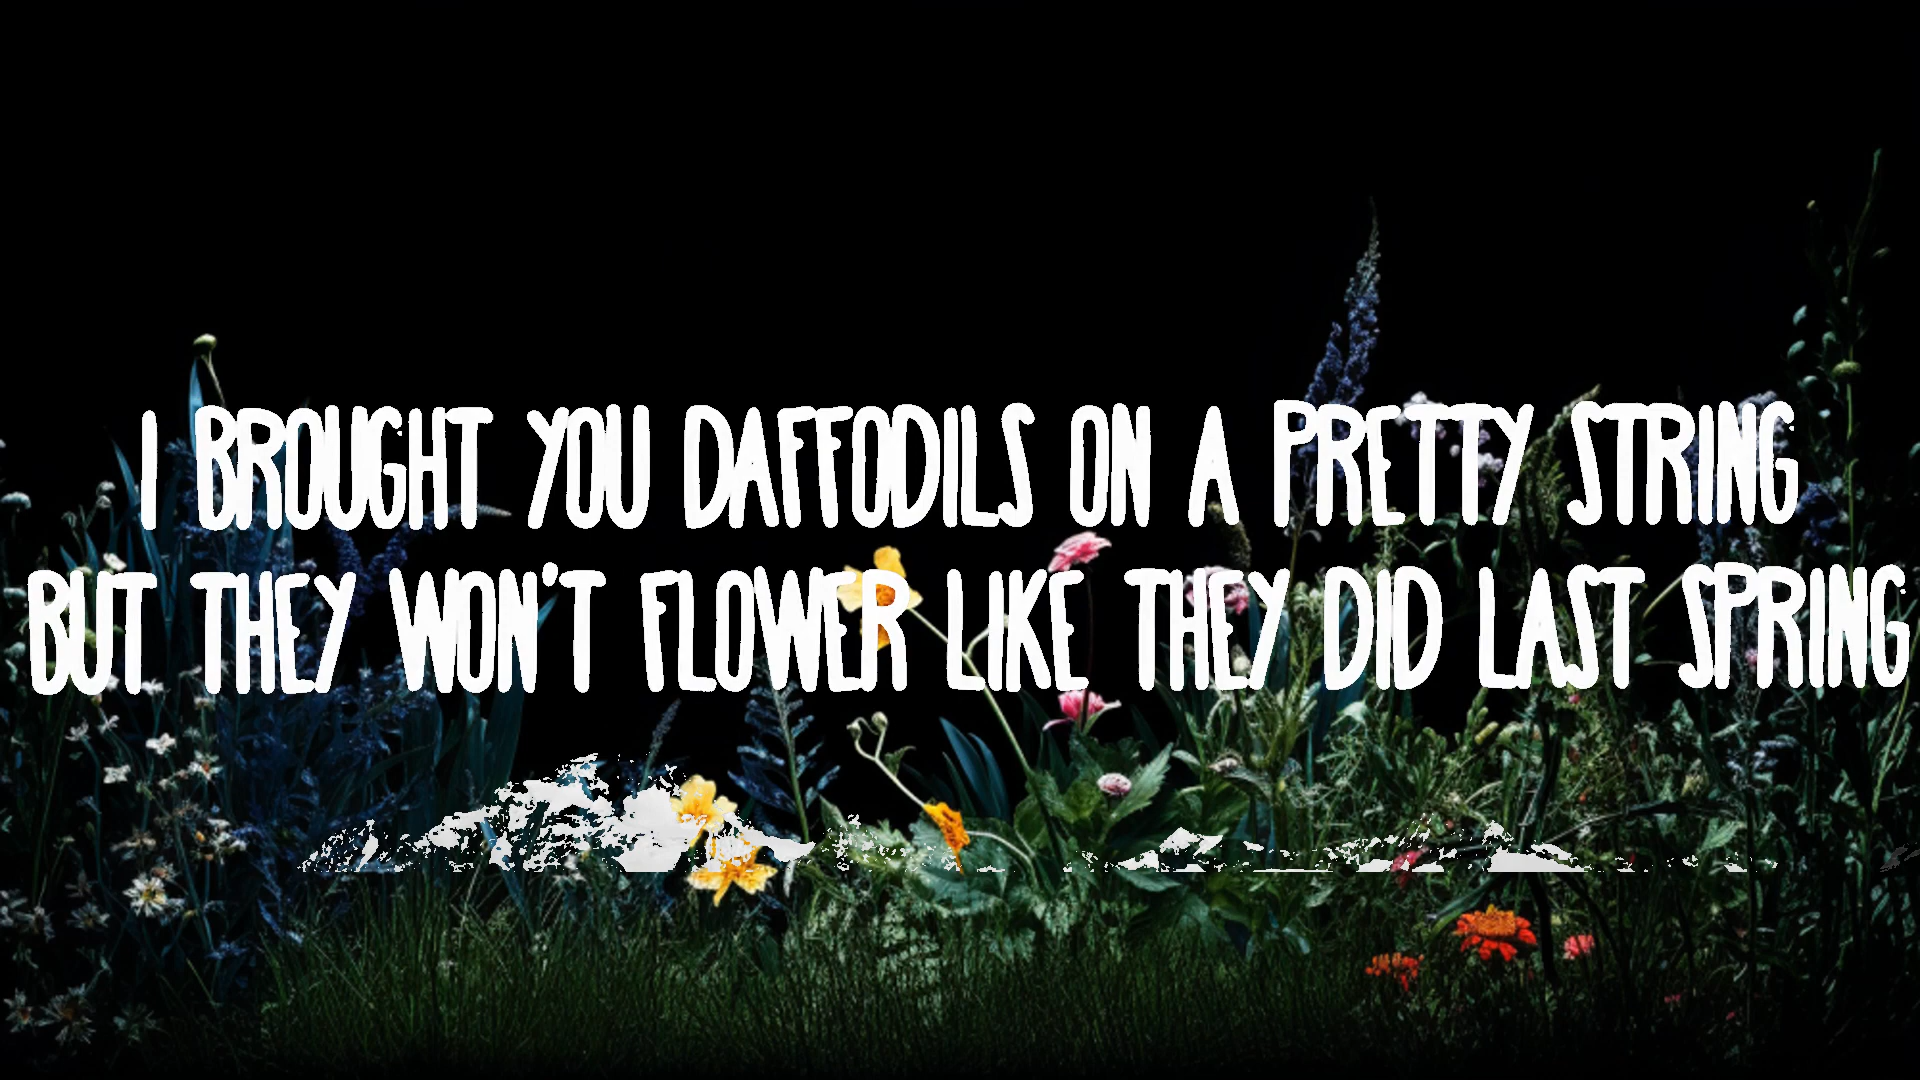 I BROUGHT YOU DAFFODILS ON A PRETTY STRING
BUT THEY WON'T FLOWER LIKE THEY DID LAST SPRING